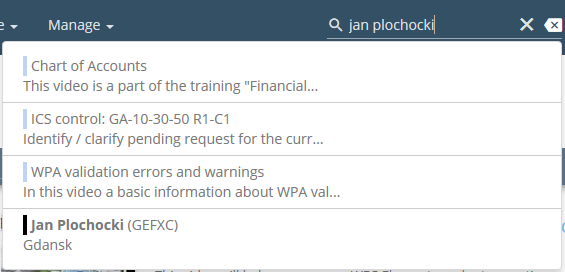 Manage
jan plochocki
Chart of Accounts
This video is a part of the training "Financial...
ICS control: GA-10-30-50 R1-C1
Identify / clarify pending request for the curr...
WPA validation errors and warnings
In this video a basic information about WPA val...
Jan Plochocki (GEFXC)
Gdansk